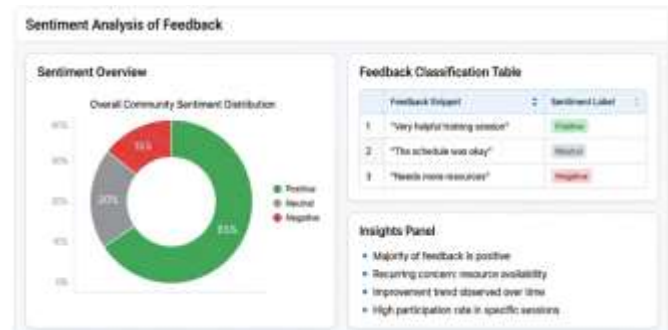 Sentiment Analysis of Feedback
Sentiment Overview
Overall Community Sentiment Distribution
15%
20%
65%
Positive
Neutral
Negative
Feedback Classification Table
Feedback Snippet
Sentiment Label
1
"Very helpful training session"
Positive
2
"The schedule was okay"
Neutral
3
"Needs more resources"
Negative
Insights Panel
• Majority of feedback is positive
• Recurring concern: resource availability
• Improvement trend observed over time
• High participation rate in specific sessions